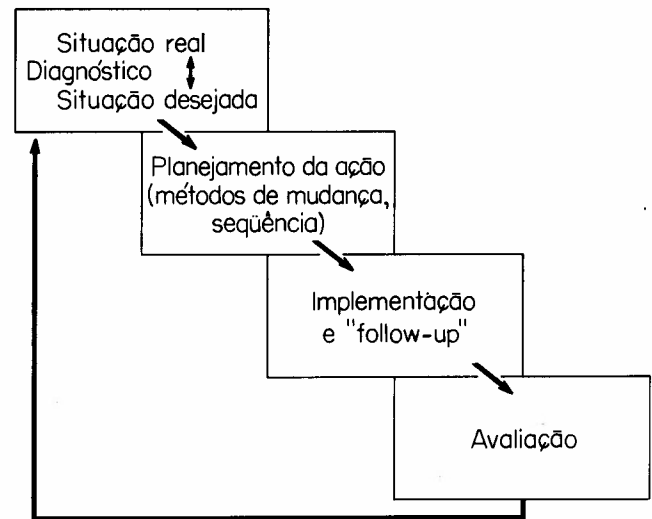 Situação real
Diagnóstico
Situação desejada
Planejamento da ação
(métodos de mudança,
seqüência)
Implementação
e "follow-up"
Avaliação